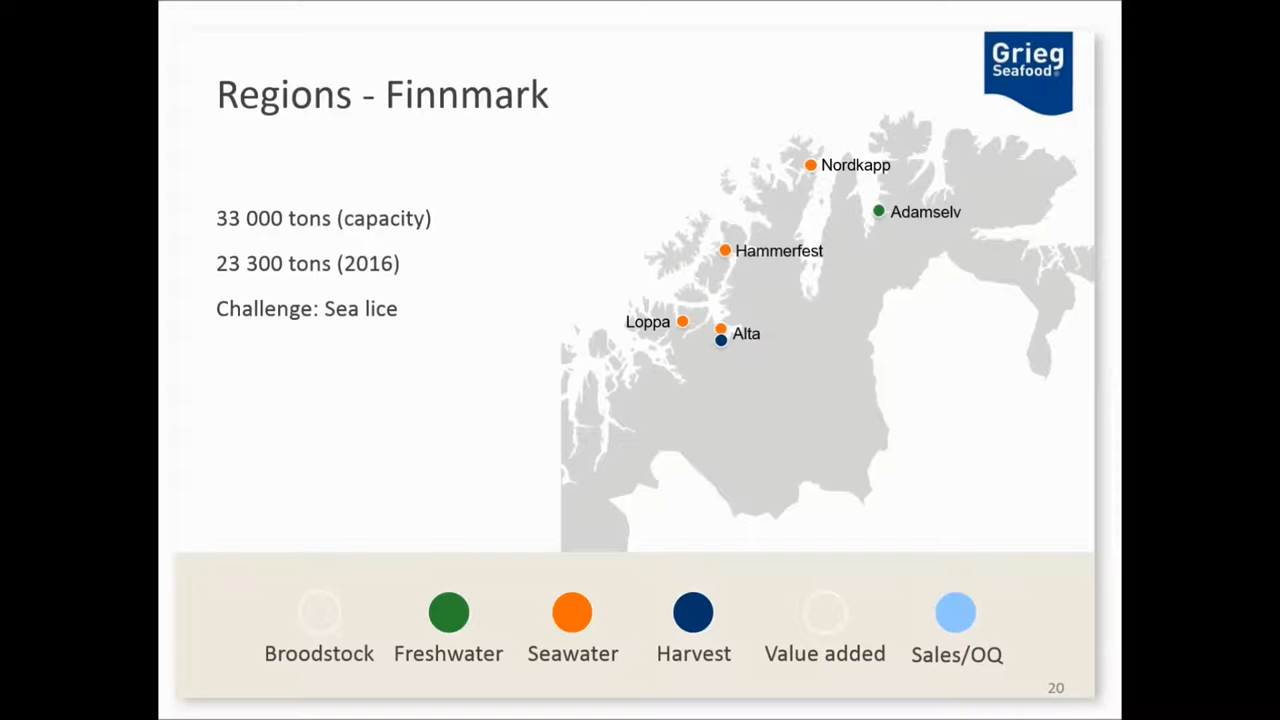 Grieg
Seafood®
Regions - Finnmark
33 000 tons (capacity)
23 300 tons (2016)
Challenge: Sea lice
Nordkapp
Adamselv
Hammerfest
Loppa
Alta
Broodstock
Freshwater
Seawater
Harvest
Value added
Sales/OQ
20